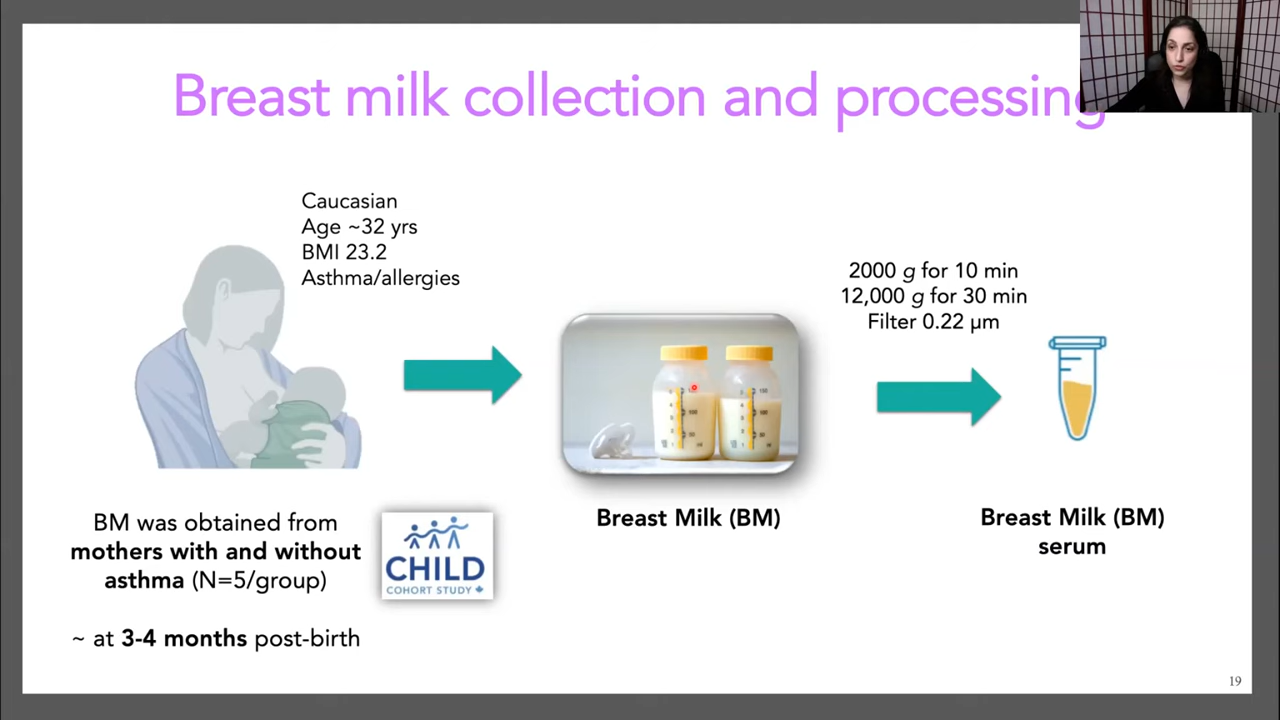 Breast milk collection and processing
Caucasian
Age ~32 yrs
BMI 23.2
Asthma/allergies
2000 g for 10 min
12,000 g for 30 min
Filter 0.22 µm
Breast Milk (BM)
Breast Milk (BM)
serum
BM was obtained from
mothers with and without
asthma (N=5/group)
~ at 3-4 months post-birth
CHILD
COHORT STUDY
19